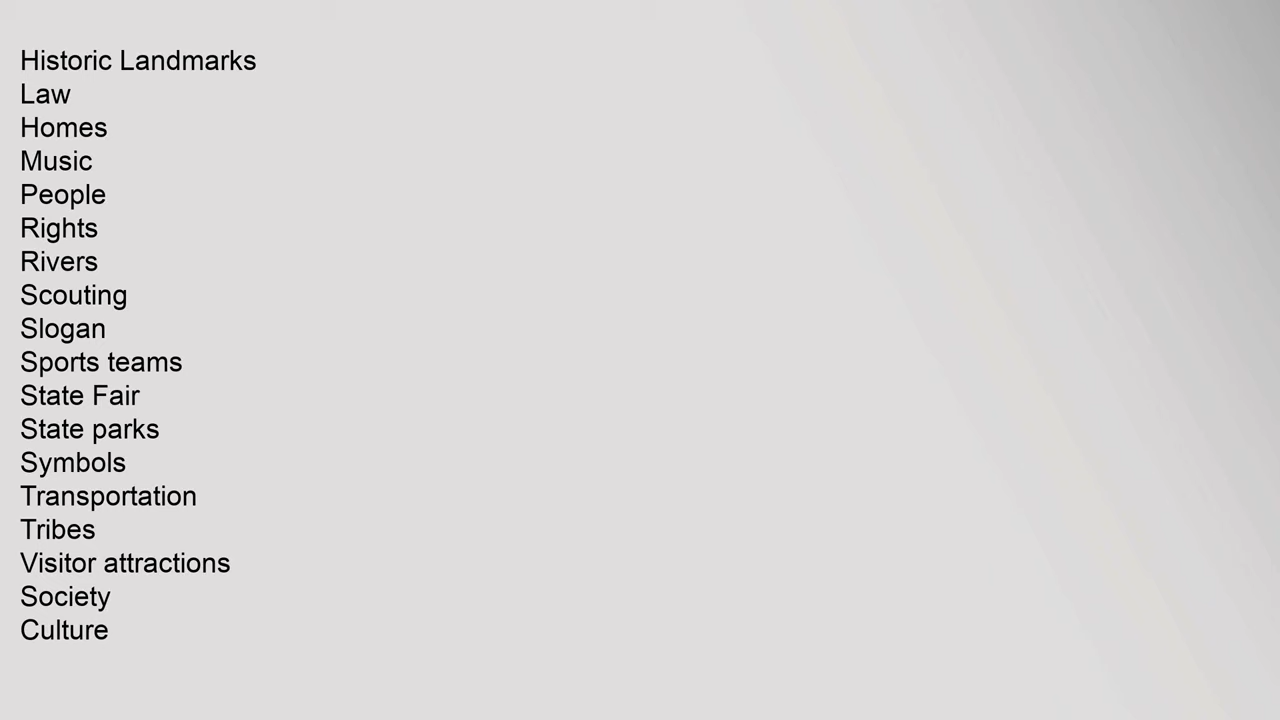 Historic Landmarks
Law
Homes
Music
People
Rights
Rivers
Scouting
Slogan
Sports teams
State Fair
State parks
Symbols
Transportation
Tribes
Visitor attractions
Society
Culture